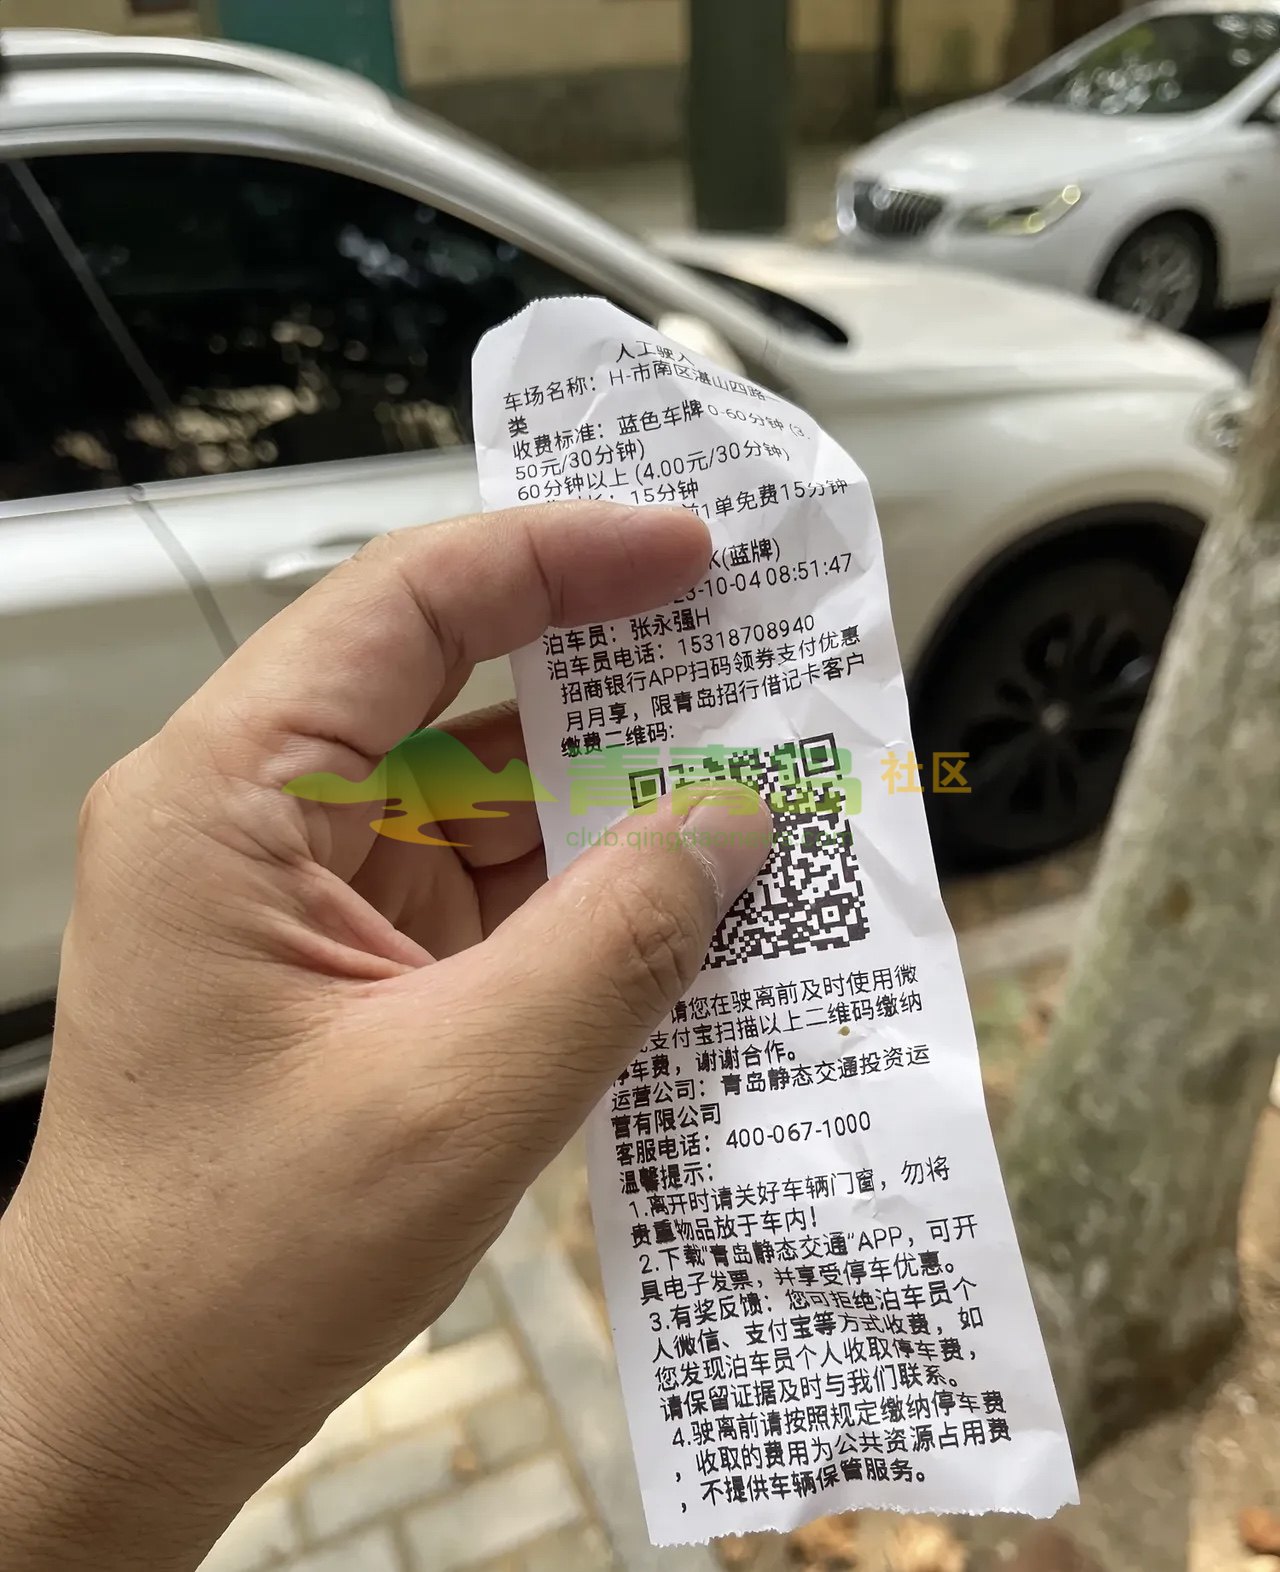 人工驶入
车场名称：H-市南区湛山四路一
类
收费标准：蓝色车牌0-60分钟 (3.
50元/30分钟)
60分钟以上 (4.00元/30分钟)
15分钟
前1单免费15分钟
K(蓝牌)
23-10-04 08:51:47
泊车员：张永强H
泊车员电话：15318708940
招商银行APP扫码领券支付优惠
月月享，限青岛招行借记卡客户
缴费二维码：
青青岛 社区
club.qingdaonews.com
请您在驶离前及时使用微
支付宝扫描以上二维码缴纳
停车费，谢谢合作。
运营公司：青岛静态交通投资运
营有限公司
客服电话：400-067-1000
温馨提示：
1.离开时请关好车辆门窗，勿将
贵重物品放于车内！
2.下载"青岛静态交通"APP，可开
具电子发票，并享受停车优惠。
3.有奖反馈：您可拒绝泊车员个
人微信、支付宝等方式收费，如
您发现泊车员个人收取停车费，
请保留证据及时与我们联系。
4.驶离前请按照规定缴纳停车费
，收取的费用为公共资源占用费
，不提供车辆保管服务。